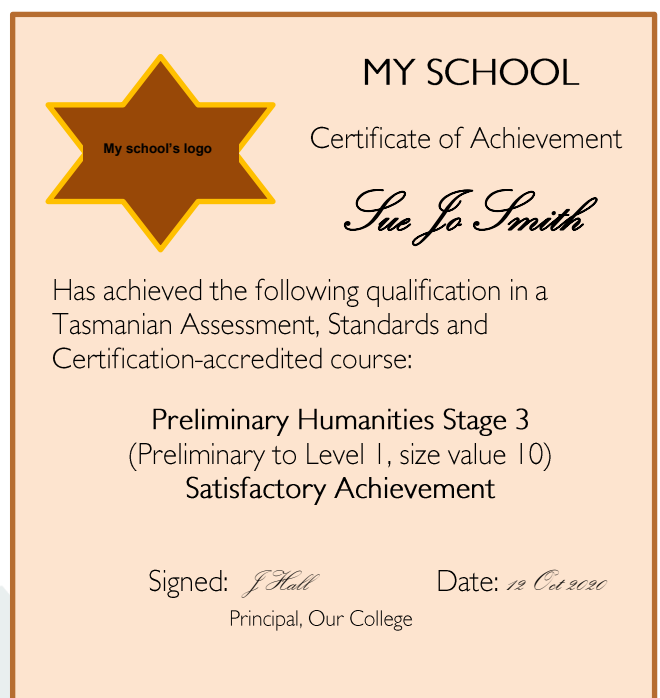 MY SCHOOL
My school's logo
Certificate of Achievement
Sue Jo Smith
Has achieved the following qualification in a
Tasmanian Assessment, Standards and
Certification-accredited course:
Preliminary Humanities Stage 3
(Preliminary to Level 1, size value 10)
Satisfactory Achievement
Signed: J Hall Date: 12 Oct 2020
Principal, Our College